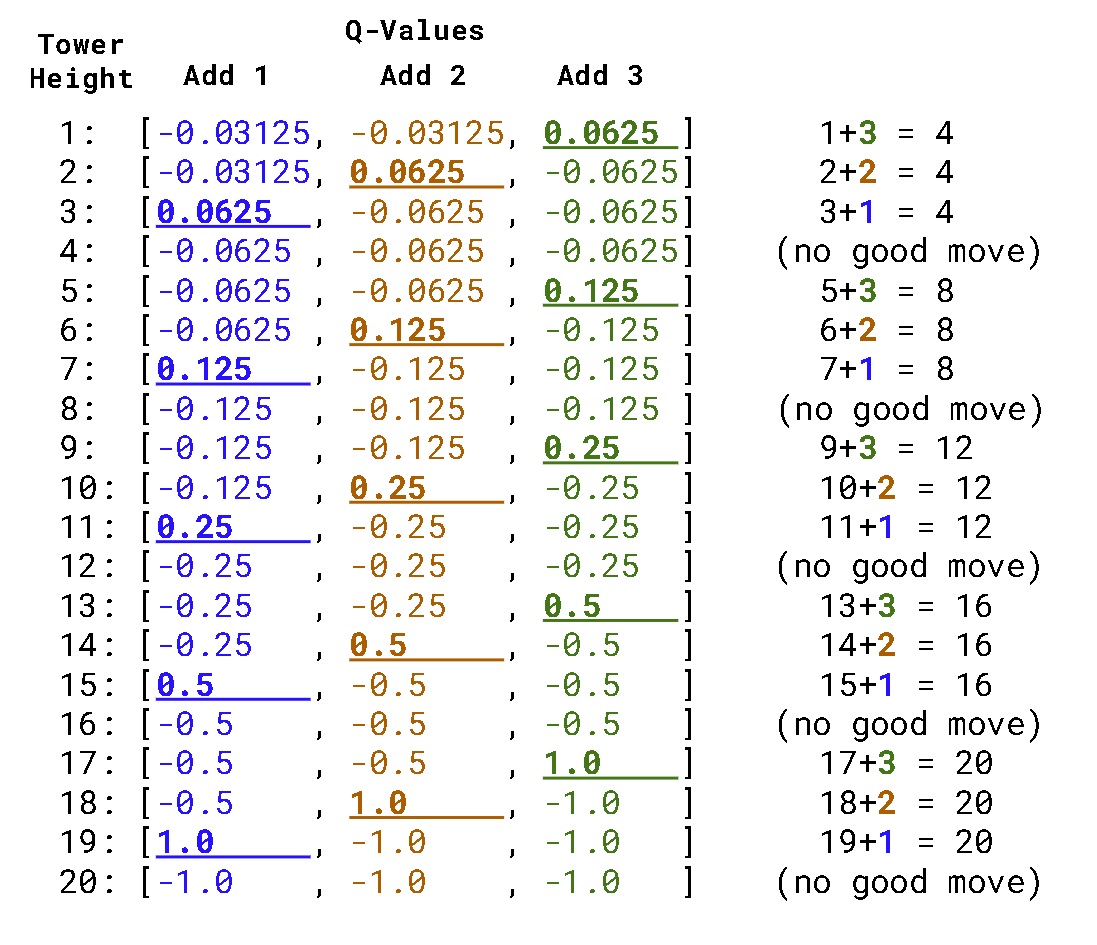 Q-Values
Tower
Height Add 1 Add 2 Add 3
1: [-0.03125, -0.03125, 0.0625 ] 1+3 = 4
2: [-0.03125, 0.0625 , -0.0625] 2+2 = 4
3: [0.0625 , -0.0625 , -0.0625] 3+1 = 4
4: [-0.0625 , -0.0625 , -0.0625] (no good move)
5: [-0.0625 , -0.0625 , 0.125 ] 5+3 = 8
6: [-0.0625 , 0.125 , -0.125 ] 6+2 = 8
7: [0.125 , -0.125 , -0.125 ] 7+1 = 8
8: [-0.125 , -0.125 , -0.125 ] (no good move)
9: [-0.125 , -0.125 , 0.25 ] 9+3 = 12
10: [-0.125 , 0.25 , -0.25 ] 10+2 = 12
11: [0.25 , -0.25 , -0.25 ] 11+1 = 12
12: [-0.25 , -0.25 , -0.25 ] (no good move)
13: [-0.25 , -0.25 , 0.5 ] 13+3 = 16
14: [-0.25 , 0.5 , -0.5 ] 14+2 = 16
15: [0.5 , -0.5 , -0.5 ] 15+1 = 16
16: [-0.5 , -0.5 , -0.5 ] (no good move)
17: [-0.5 , -0.5 , 1.0 ] 17+3 = 20
18: [-0.5 , 1.0 , -1.0 ] 18+2 = 20
19: [1.0 , -1.0 , -1.0 ] 19+1 = 20
20: [-1.0 , -1.0 , -1.0 ] (no good move)